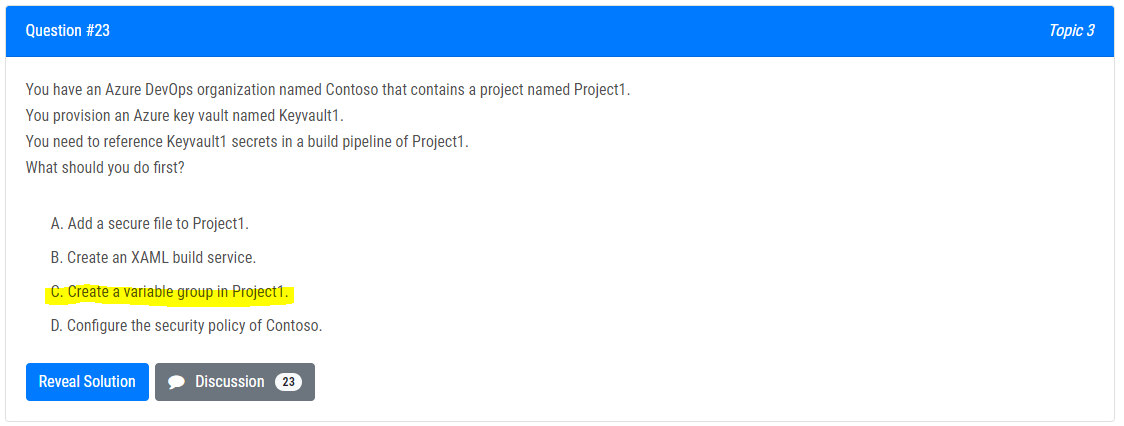 Question #23
Topic 3
You have an Azure DevOps organization named Contoso that contains a project named Project1.
You provision an Azure key vault named Keyvault1.
You need to reference Keyvault1 secrets in a build pipeline of Project1.
What should you do first?
A. Add a secure file to Project1.
B. Create an XAML build service.
C. Create a variable group in Project1.
D. Configure the security policy of Contoso.
Reveal Solution
Discussion 23